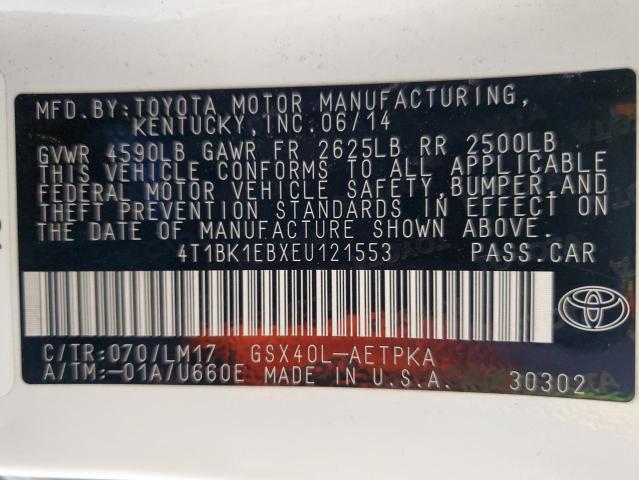 MFD. BY: TOYOTA MOTOR MANUFACTURING,
KENTUCKY, INC. 06/14
GVWR 4590LB GAWR FR 2625LB RR 2500LB
THIS VEHICLE CONFORMS TO ALL APPLICABLE
FEDERAL MOTOR VEHICLE SAFETY, BUMPER, AND
THEFT PREVENTION STANDARDS IN EFFECT ON
THE DATE OF MANUFACTURE SHOWN ABOVE.
4T1BK1EBXEU121553 PASS. CAR
C/TR: 070/LM17 GSX40L-AETPKA
A/TM: -01A/U660E MADE IN U.S.A. 30302